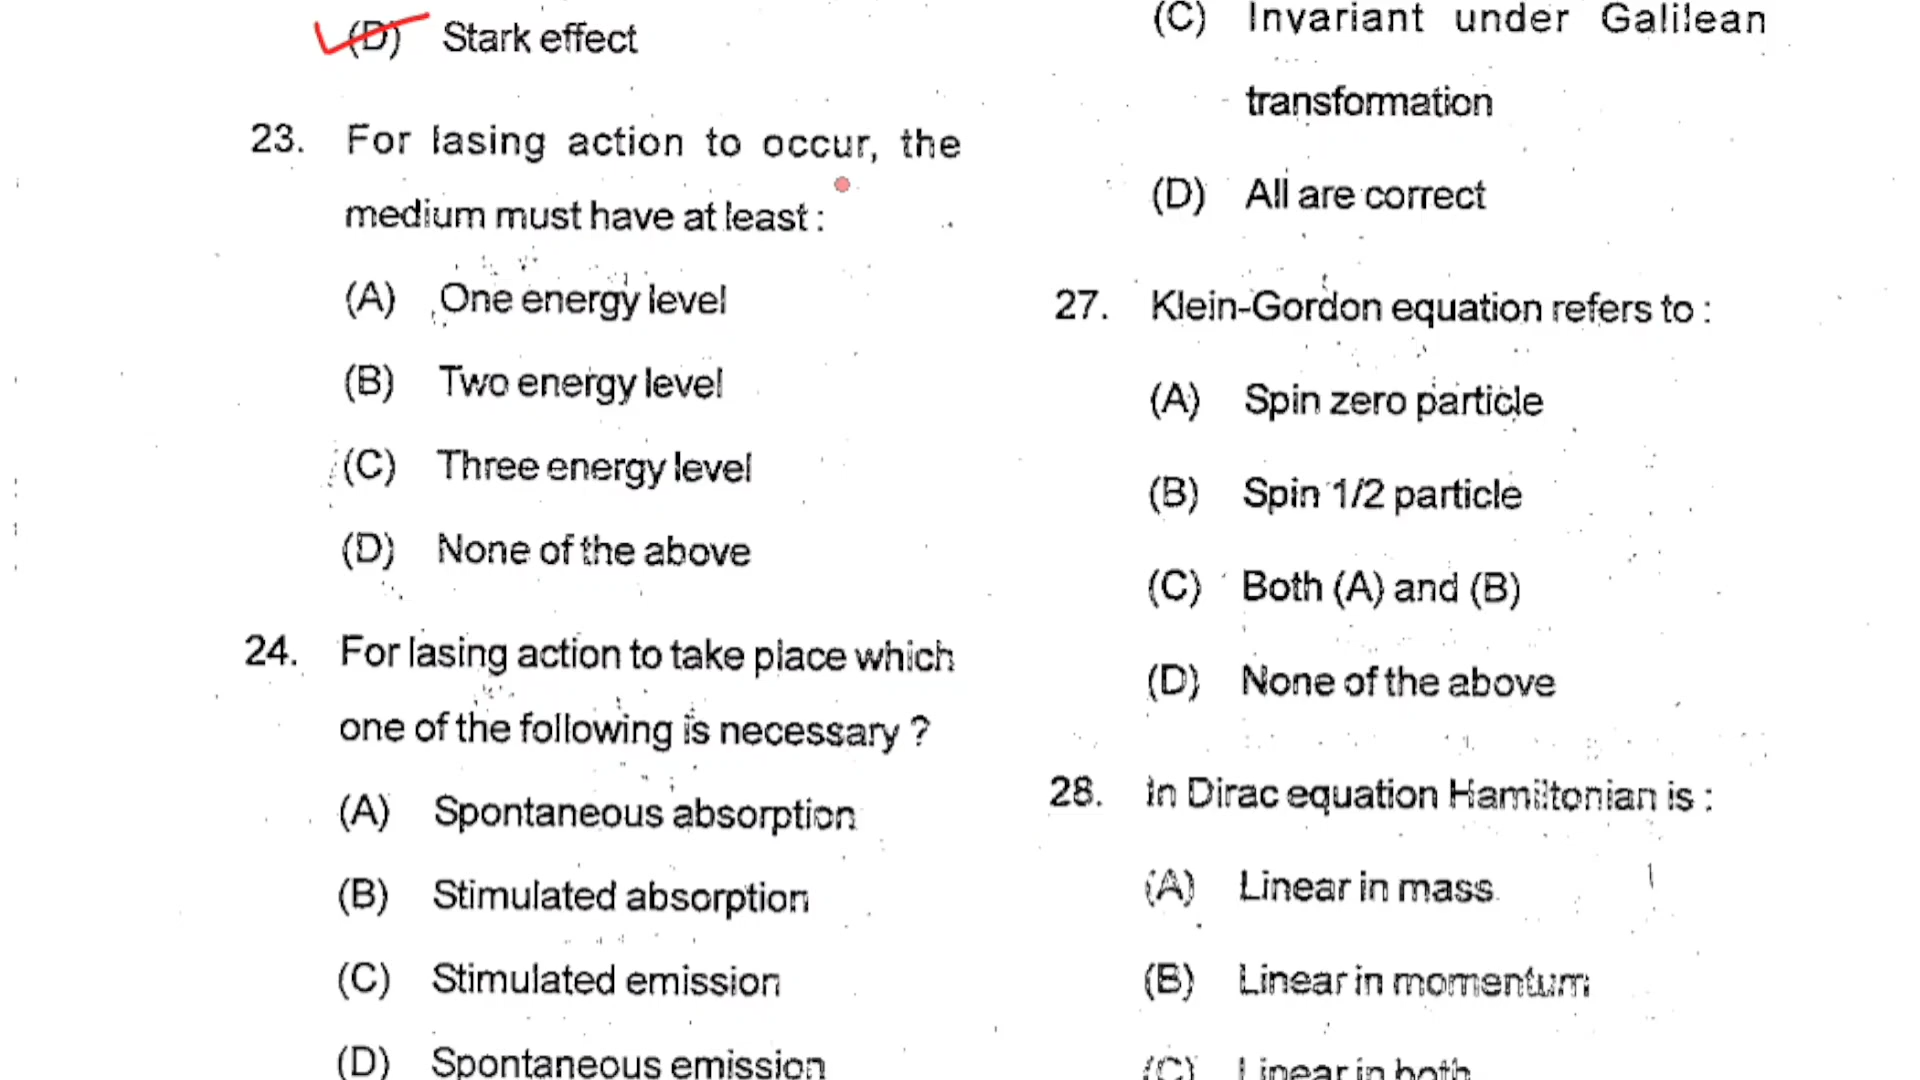 (D) Stark effect
23. For lasing action to occur, the
medium must have at least :
(A) One energy level
(B) Two energy level
(C) Three energy level
(D) None of the above
24. For lasing action to take place which
one of the following is necessary ?
(A) Spontaneous absorption
(B) Stimulated absorption
(C) Stimulated emission
(D) Spontaneous emission
(C) Invariant under Galilean
transformation
(D) All are correct
27. Klein-Gordon equation refers to :
(A) Spin zero particle
(B) Spin 1/2 particle
(C) Both (A) and (B)
(D) None of the above
28. In Dirac equation Hamiltonian is :
(A) Linear in mass
(B) Linear in momentum
(C) Linear in both